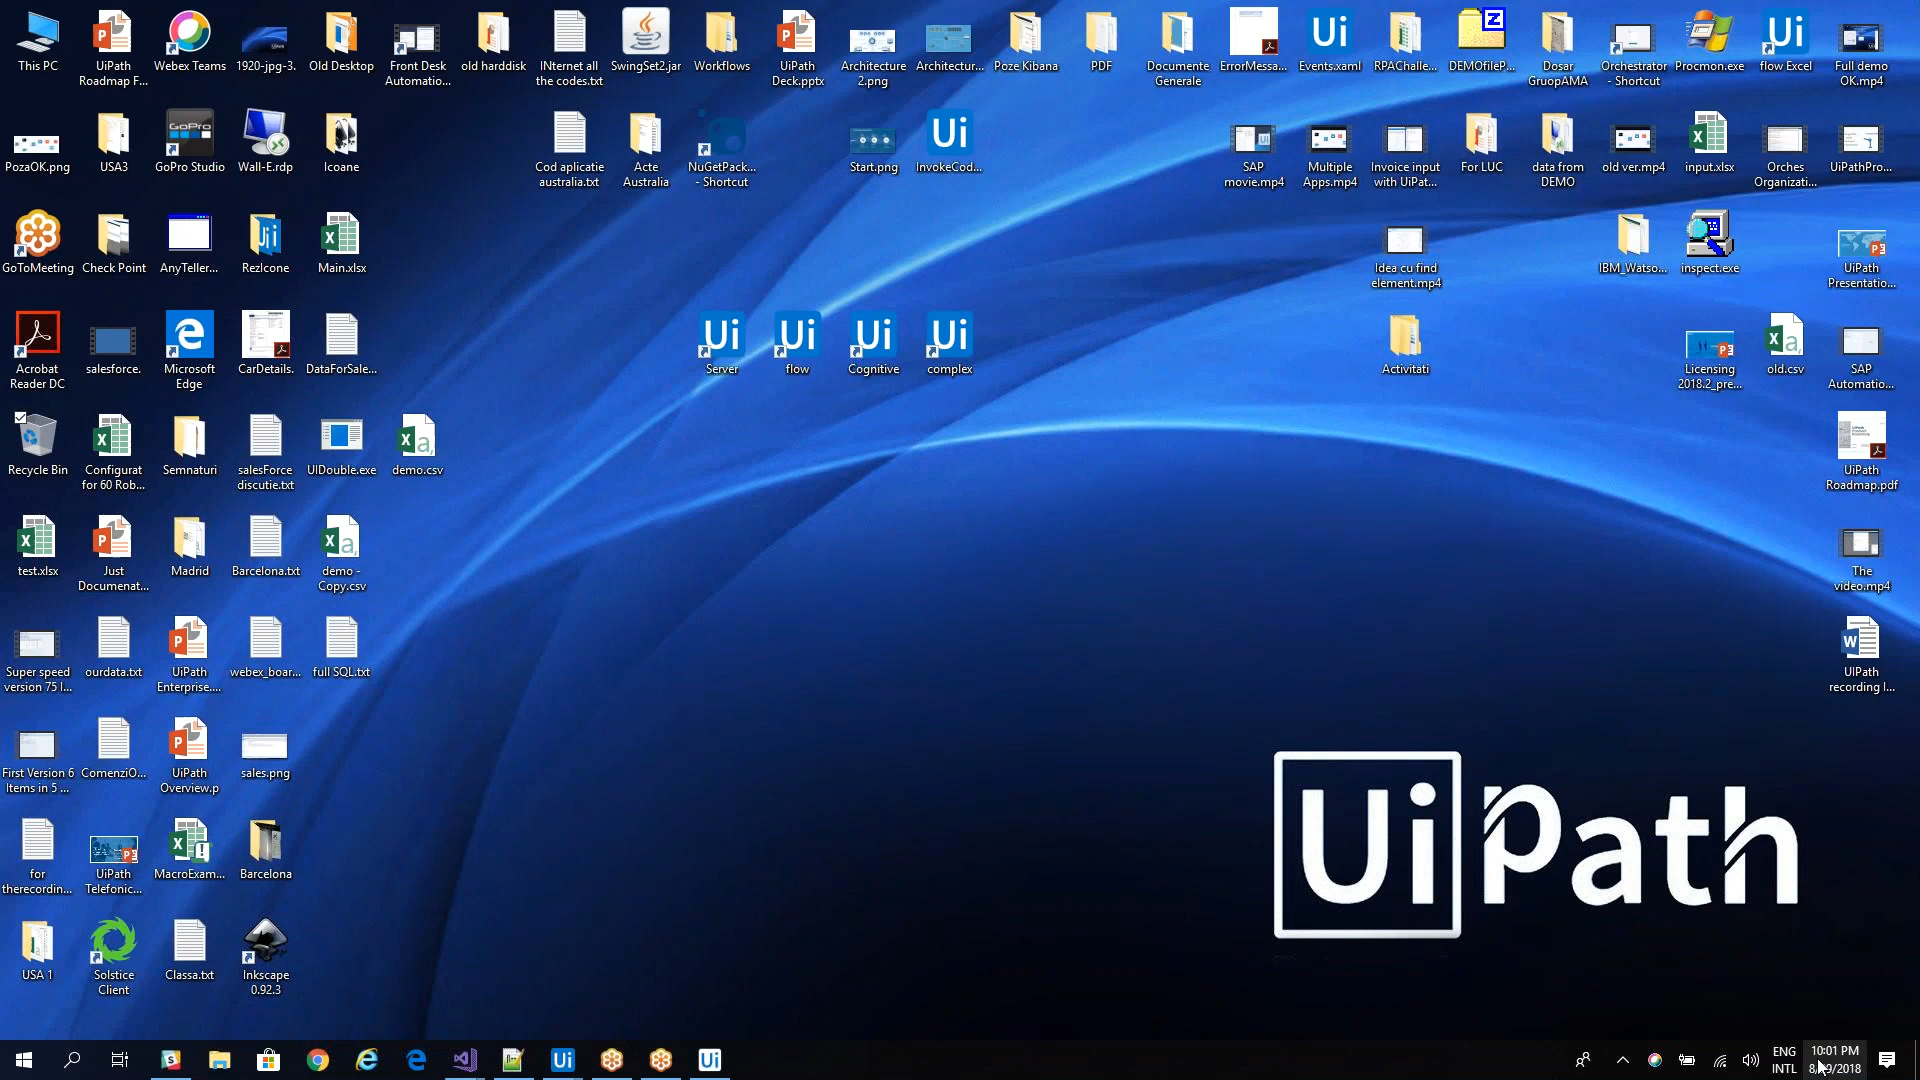 This PC
UiPath
Roadmap F...
Webex Teams
1920-jpg-3.
Old Desktop
Front Desk
Automatio...
old harddisk
INternet all
the codes.txt
SwingSet2.jar
Workflows
UiPath
Deck.pptx
Architecture
2.png
Architectur...
Poze Kibana
PDF
Documente
Generale
ErrorMessa...
Events.xaml
RPAChalle...
DEMOfileP...
Dosar
GruopAMA
Orchestrator
- Shortcut
Procmon.exe
flow Excel
Full demo
OK.mp4
PozaOK.png
USA3
GoPro Studio
Wall-E.rdp
Icoane
Cod aplicatie
australia.txt
Acte
Australia
NuGetPack...
- Shortcut
Start.png
InvokeCod...
SAP
movie.mp4
Multiple
Apps.mp4
Invoice input
with UiPat...
For LUC
data from
DEMO
old ver.mp4
input.xlsx
Orches
Organizati...
UiPathPro...
GoToMeeting
Check Point
AnyTeller...
RezIcone
Main.xlsx
Idea cu find
element.mp4
IBM_Watso...
inspect.exe
UiPath
Presentatio...
Acrobat
Reader DC
salesforce.
Microsoft
Edge
CarDetails.
DataForSale...
Server
flow
Cognitive
complex
Activitati
Licensing
2018.2_pre...
old.csv
SAP
Automatio...
Recycle Bin
Configurat
for 60 Rob...
Semnaturi
salesForce
discutie.txt
UIDouble.exe
demo.csv
UiPath
Roadmap.pdf
test.xlsx
Just
Documenat...
Madrid
Barcelona.txt
demo -
Copy.csv
The
video.mp4
Super speed
version 75 I...
ourdata.txt
UiPath
Enterprise....
webex_boar...
full SQL.txt
UIPath
recording I...
First Version 6
Items in 5 ...
ComenziO...
UiPath
Overview.p
sales.png
for
therecordin...
UiPath
Telefonic...
MacroExam...
Barcelona
UiPath
USA 1
Solstice
Client
Classa.txt
Inkscape
0.92.3
ENG
INTL
10:01 PM